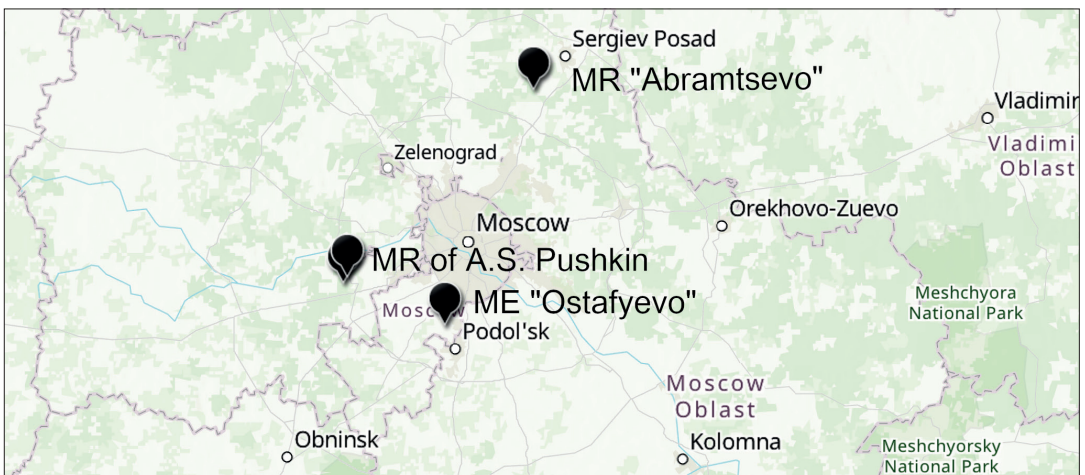 Sergiev Posad
MR "Abramtsevo"
Vladimir
Vladimi
Oblast
Zelenograd
Orekhovo-Zuevo
Moscow
MR of A.S. Pushkin
Meshchyora
National Park
ME "Ostafyevo"
Moscow
Podol'sk
Moscow
Oblast
Obninsk
Kolomna
Meshchyorsky
National Park